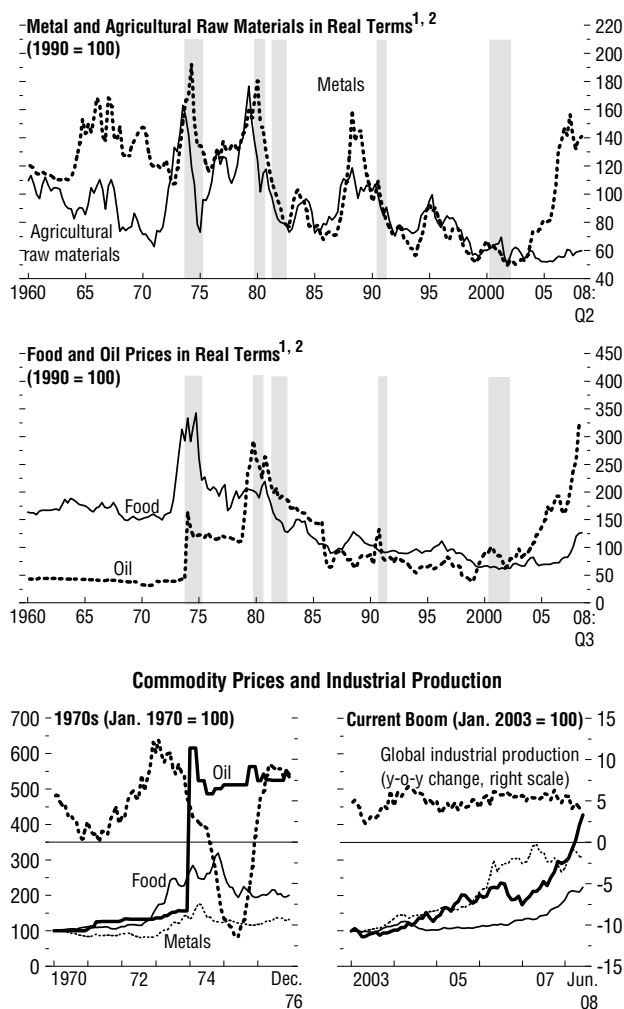 Metal and Agricultural Raw Materials in Real Terms1, 2
(1990 = 100)
220
200
180
160
140
120
100
80
60
40
Metals
Agricultural
raw materials
1960 65 70 75 80 85 90 95 2000 05 08:
Q2
Food and Oil Prices in Real Terms1, 2
(1990 = 100)
450
400
350
300
250
200
150
100
50
0
Food
Oil
1960 65 70 75 80 85 90 95 2000 05 08:
Q3
Commodity Prices and Industrial Production
1970s (Jan. 1970 = 100)
700
600
500
400
300
200
100
0
Oil
Food
Metals
1970 72 74 Dec.
76
Current Boom (Jan. 2003 = 100)
Global industrial production
(y-o-y change, right scale)
15
10
5
0
-5
-10
-15
2003 05 07 Jun.
08